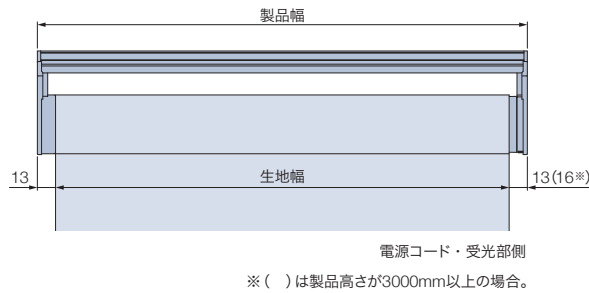 製品幅
13
生地幅
13(16※)
電源コード・受光部側
※(　)は製品高さが3000mm以上の場合。